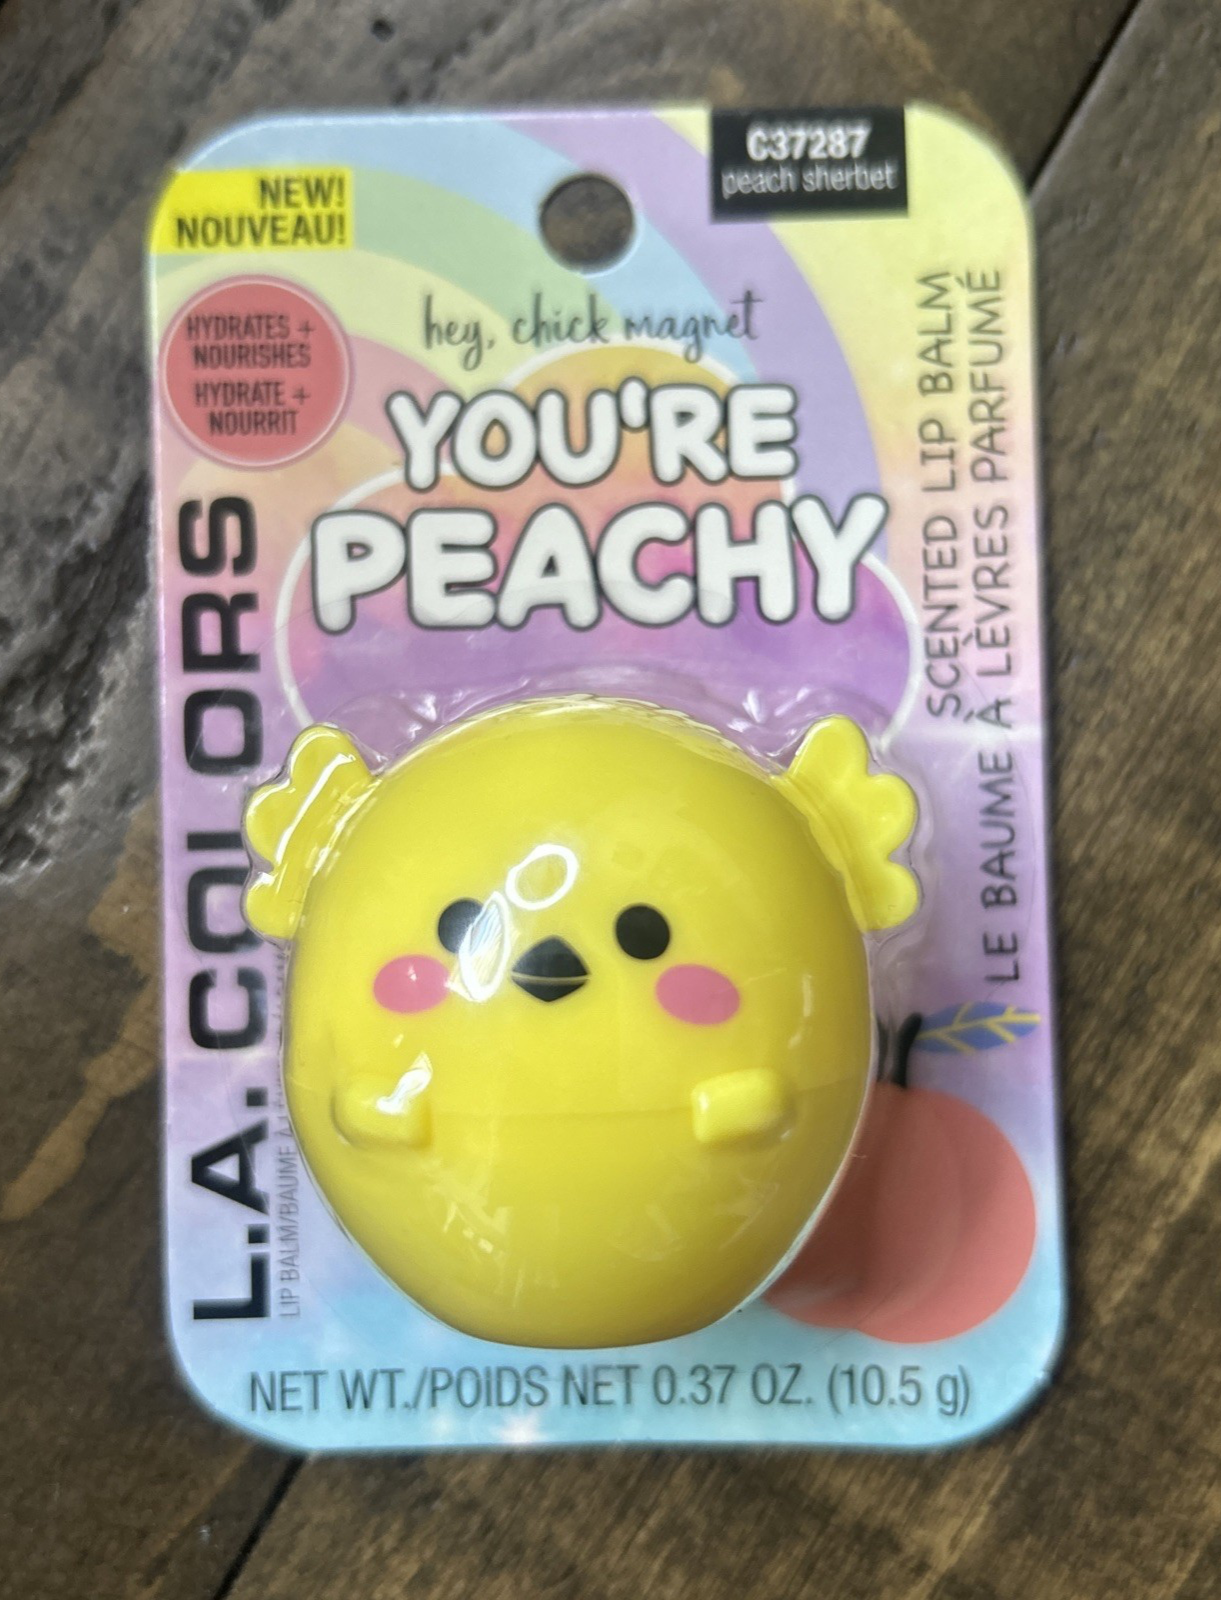 C37287
peach sherbet
NEW!
NOUVEAU!
HYDRATES +
NOURISHES
HYDRATE +
NOURRIT
hey, chick magnet
YOU'RE
PEACHY
SCENTED LIP BALM
LE BAUME À LÈVRES PARFUMÉ
L.A. COLORS
LIP BALM/BAUME À
NET WT./POIDS NET 0.37 OZ. (10.5 g)